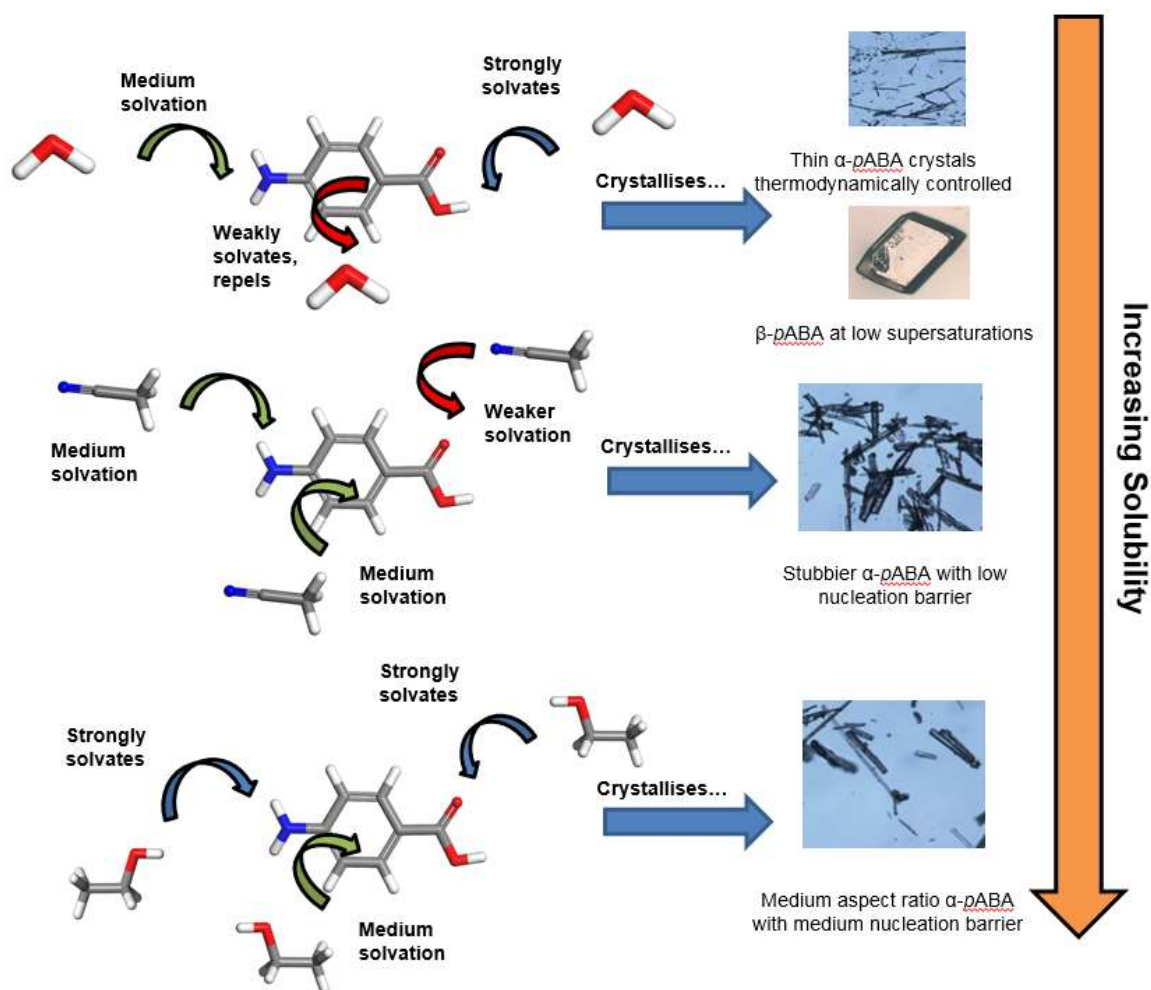 Medium
solvation
Strongly
solvates
Weakly
solvates,
repels
Crystallises...
Thin α-pABA crystals
thermodynamically controlled
β-pABA at low supersaturations
Medium
solvation
Weaker
solvation
Medium
solvation
Crystallises...
Stubbier α-pABA with low
nucleation barrier
Strongly
solvates
Strongly
solvates
Medium
solvation
Crystallises...
Medium aspect ratio α-pABA
with medium nucleation barrier
Increasing Solubility